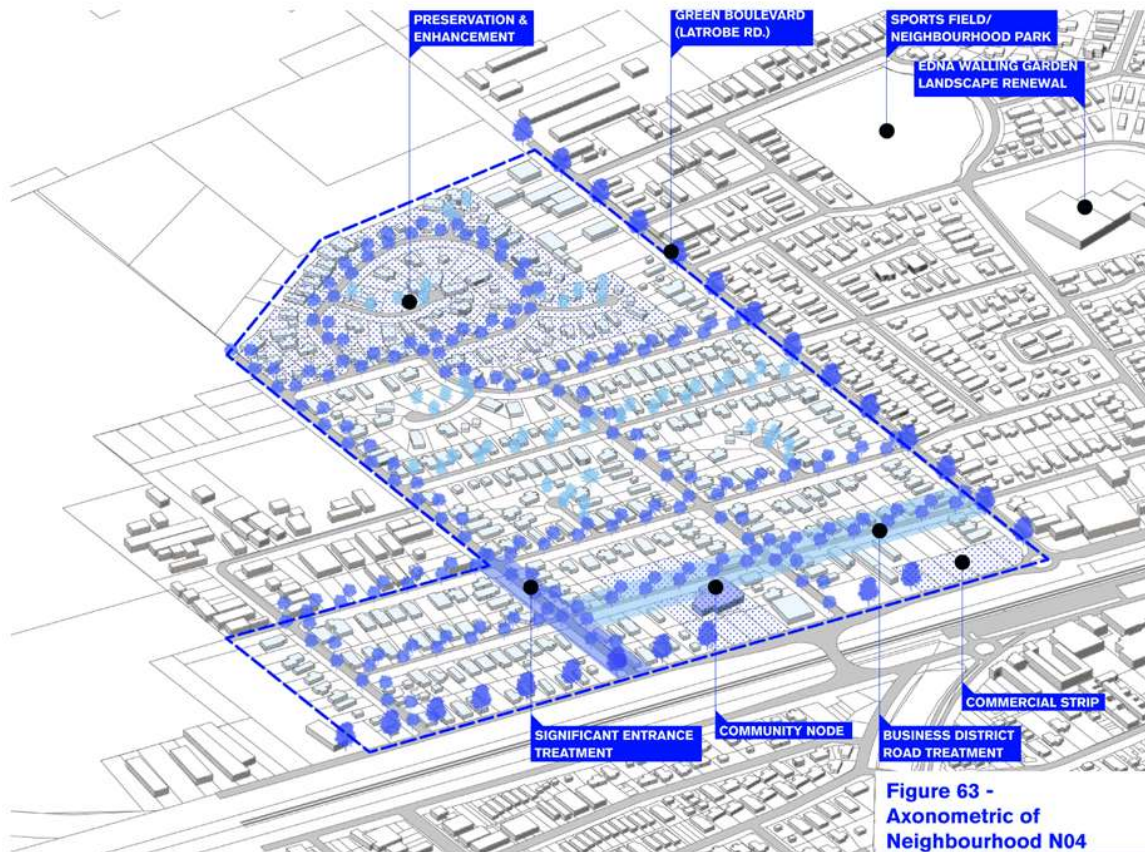 PRESERVATION &
ENHANCEMENT
GREEN BOULEVARD
(LATROBE RD.)
SPORTS FIELD/
NEIGHBOURHOOD PARK
EDNA WALLING GARDEN
LANDSCAPE RENEWAL
SIGNIFICANT ENTRANCE
TREATMENT
COMMUNITY NODE
BUSINESS DISTRICT
ROAD TREATMENT
COMMERCIAL STRIP
Figure 63 -
Axonometric of
Neighbourhood N04